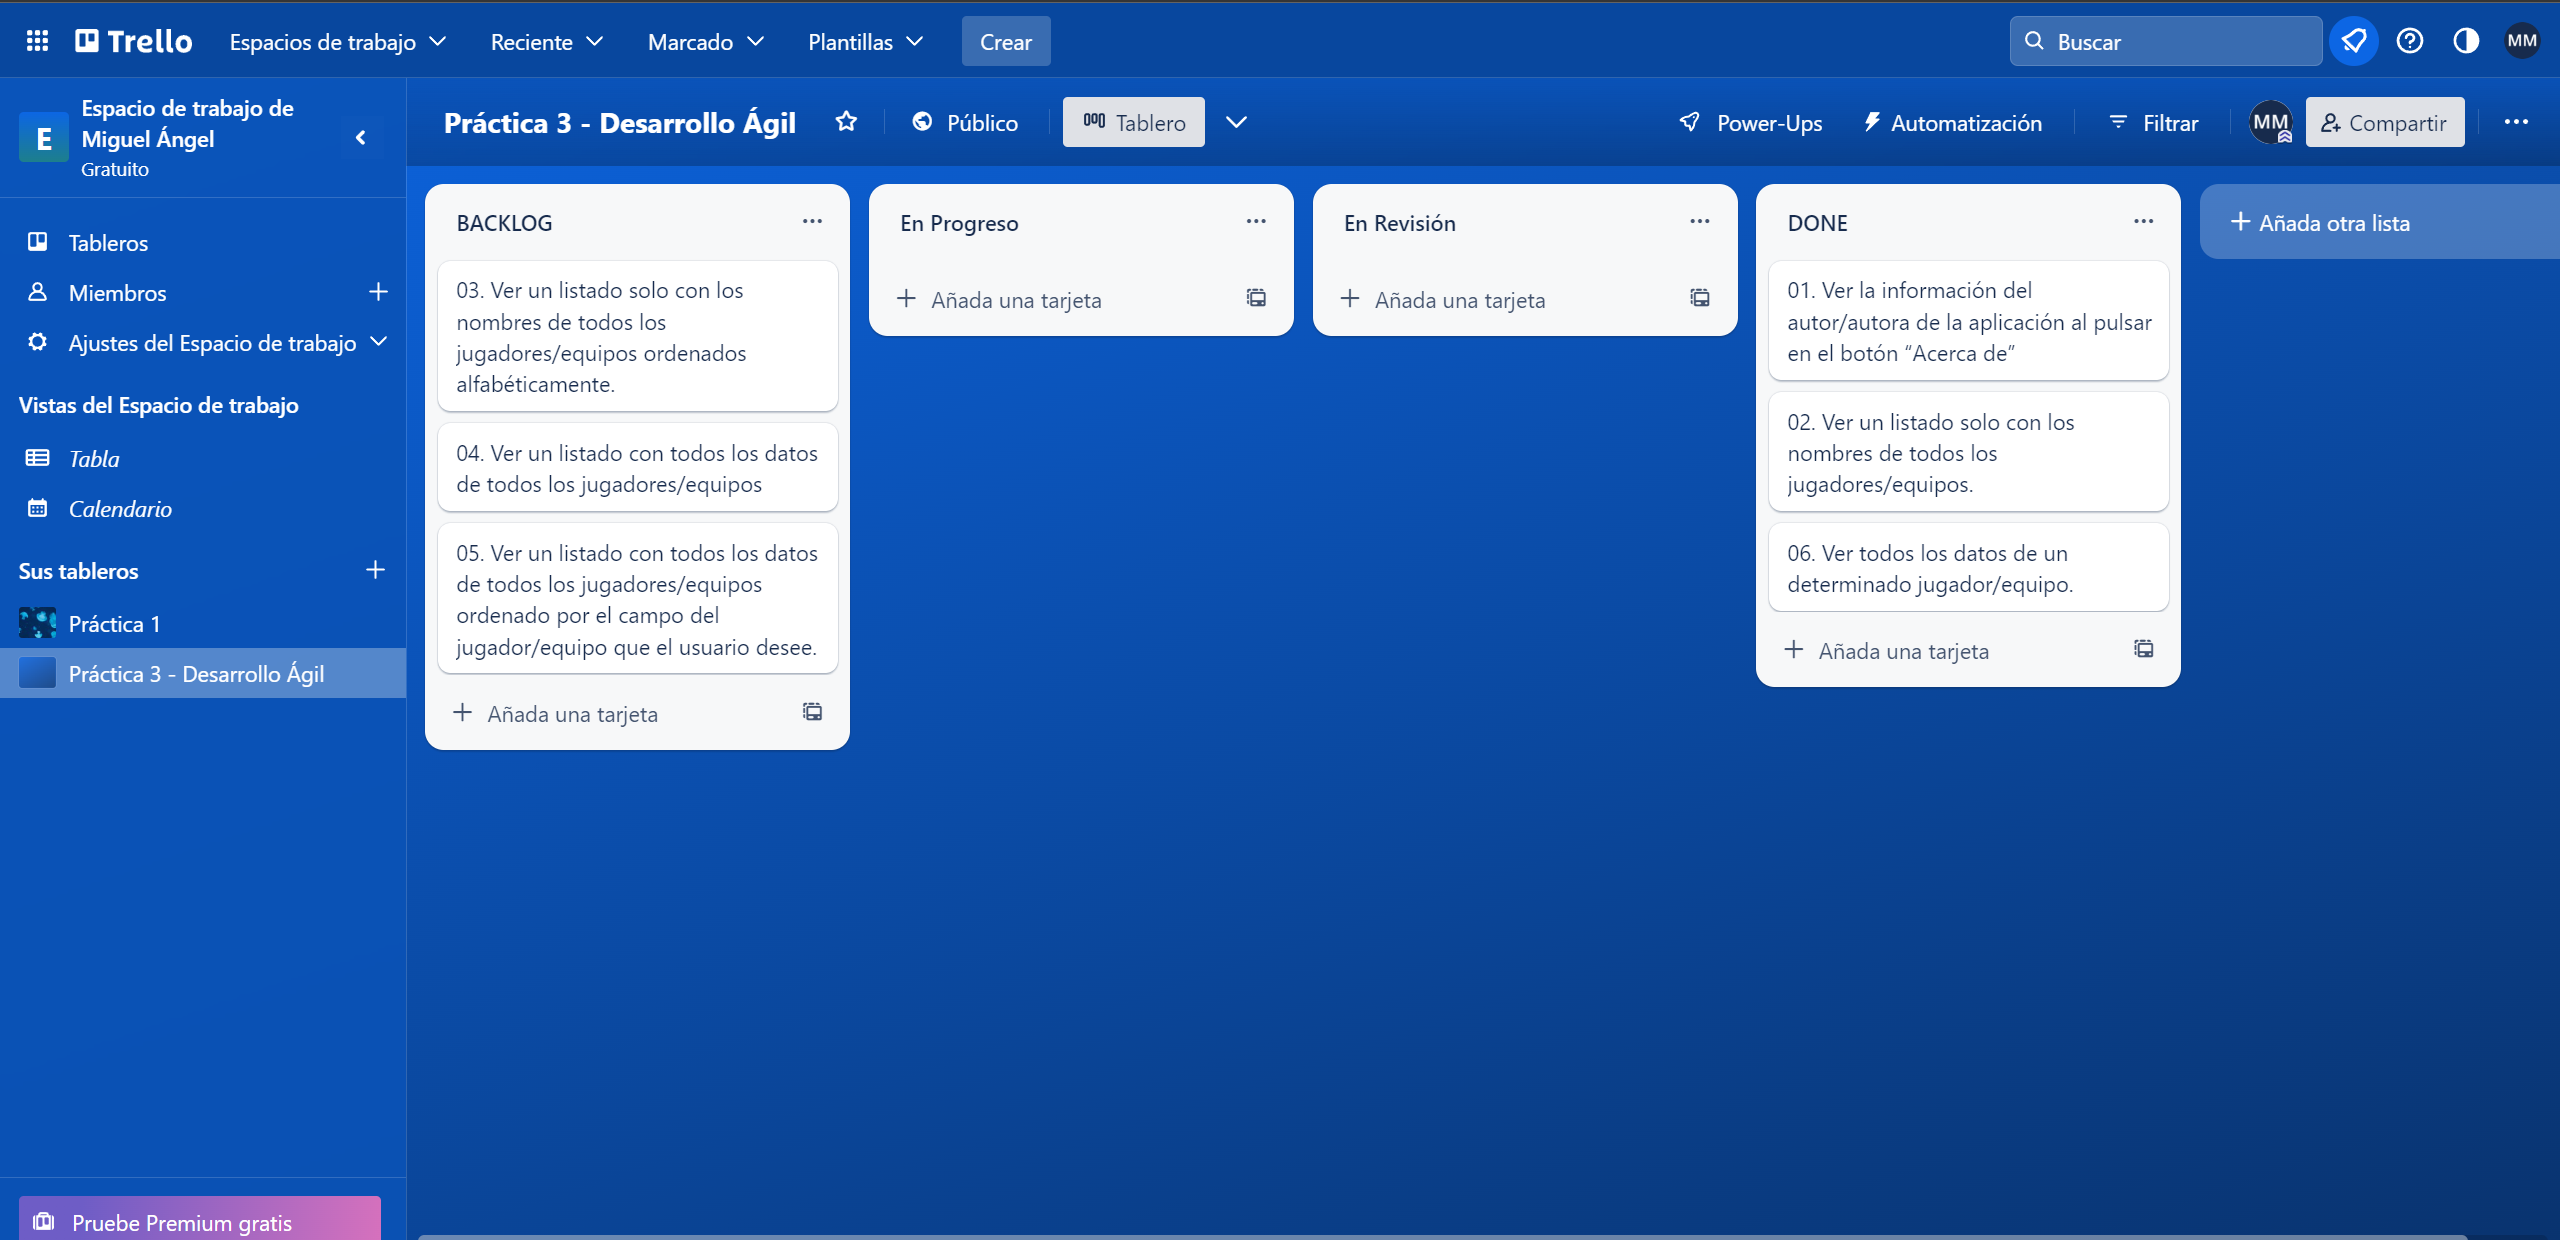 Trello
Espacios de trabajo
Reciente
Marcado
Plantillas
Crear
Buscar
MM
E
Espacio de trabajo de
Miguel Ángel
Gratuito
Práctica 3 - Desarrollo Ágil
Público
Tablero
Power-Ups
Automatización
Filtrar
MM
Compartir
Tableros
Miembros
Ajustes del Espacio de trabajo
Vistas del Espacio de trabajo
Tabla
Calendario
Sus tableros
Práctica 1
Práctica 3 - Desarrollo Ágil
Pruebe Premium gratis
BACKLOG
03. Ver un listado solo con los
nombres de todos los
jugadores/equipos ordenados
alfabéticamente.
04. Ver un listado con todos los datos
de todos los jugadores/equipos
05. Ver un listado con todos los datos
de todos los jugadores/equipos
ordenado por el campo del
jugador/equipo que el usuario desee.
Añada una tarjeta
En Progreso
Añada una tarjeta
En Revisión
Añada una tarjeta
DONE
01. Ver la información del
autor/autora de la aplicación al pulsar
en el botón “Acerca de”
02. Ver un listado solo con los
nombres de todos los
jugadores/equipos.
06. Ver todos los datos de un
determinado jugador/equipo.
Añada una tarjeta
Añada otra lista